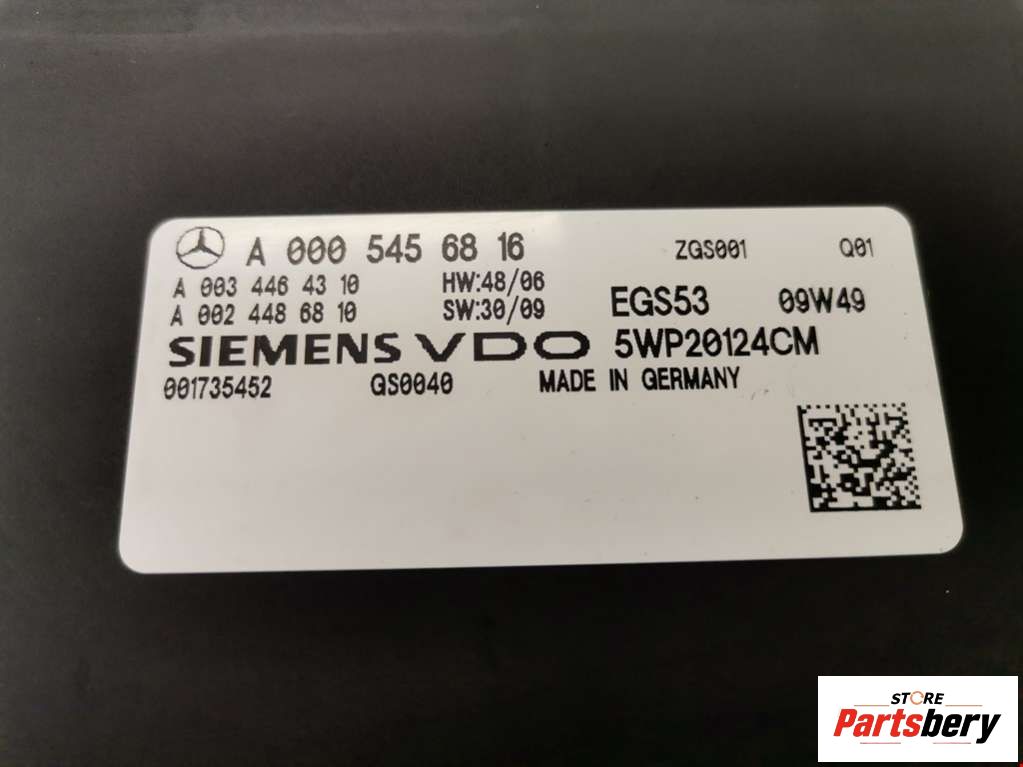 A 000 545 68 16 ZGS001 Q01
A 003 446 43 10 HW:48/06
A 002 448 68 10 SW:30/09 EGS53 09W49
SIEMENS VDO 5WP20124CM
001735452 GS0040 MADE IN GERMANY
STORE
Partsbery